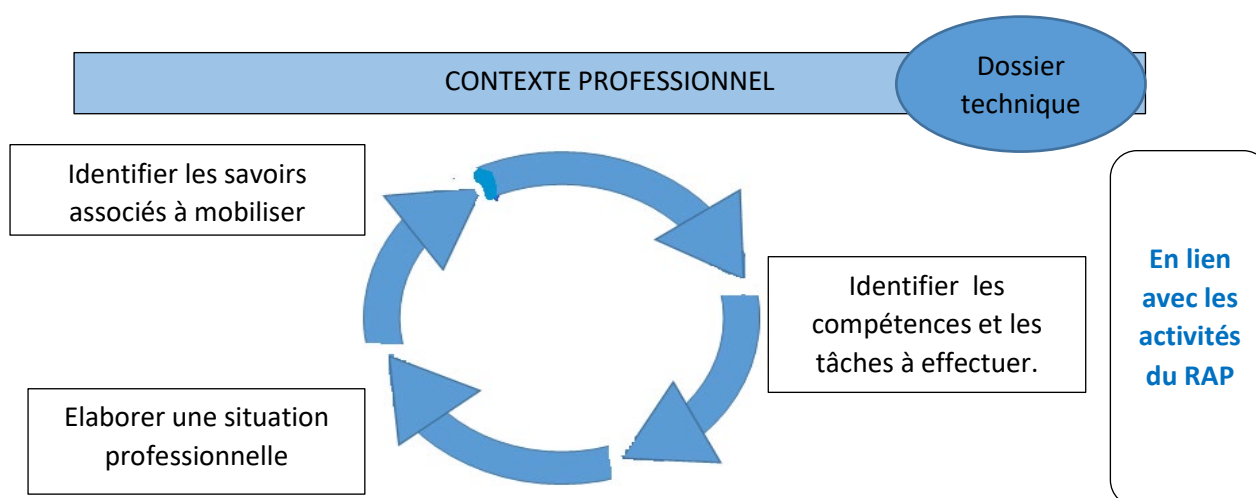 CONTEXTE PROFESSIONNEL
Dossier
technique
Identifier les savoirs
associés à mobiliser
Identifier les
compétences et les
tâches à effectuer.
En lien
avec les
activités
du RAP
Elaborer une situation
professionnelle